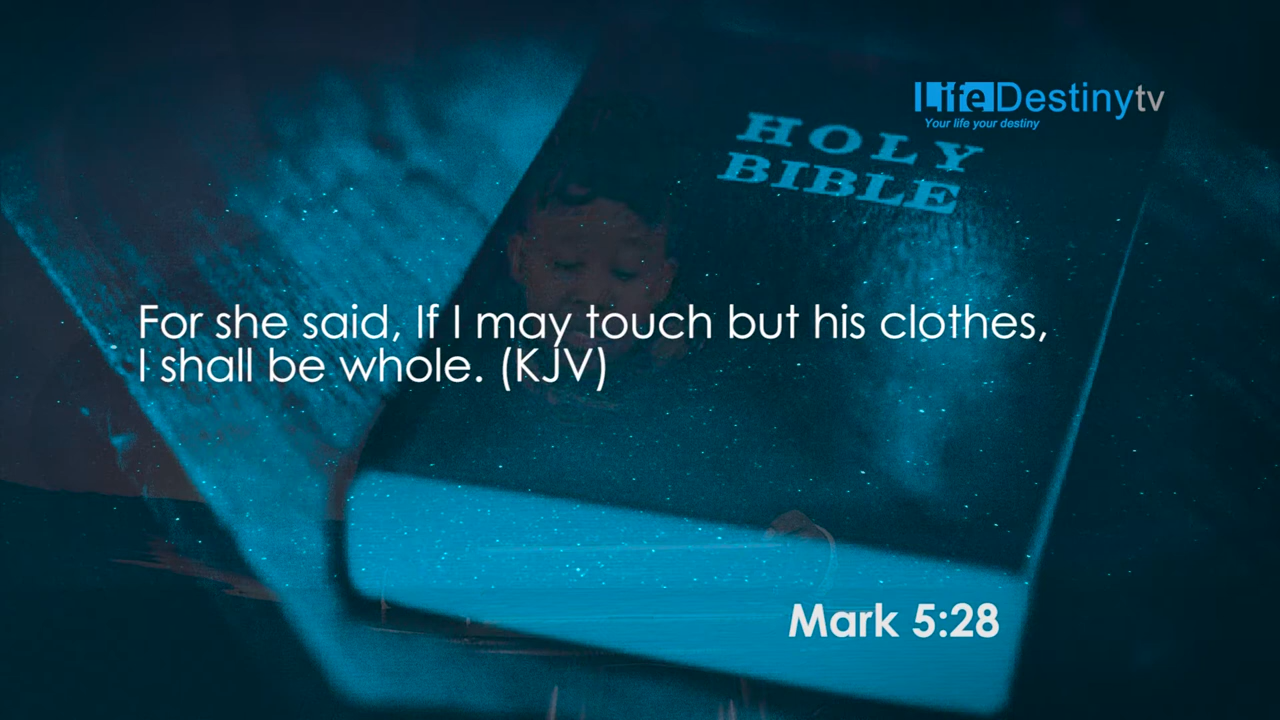 LifeDestinytv
Your life your destiny
HOLY
BIBLE
For she said, If I may touch but his clothes,
I shall be whole. (KJV)
Mark 5:28